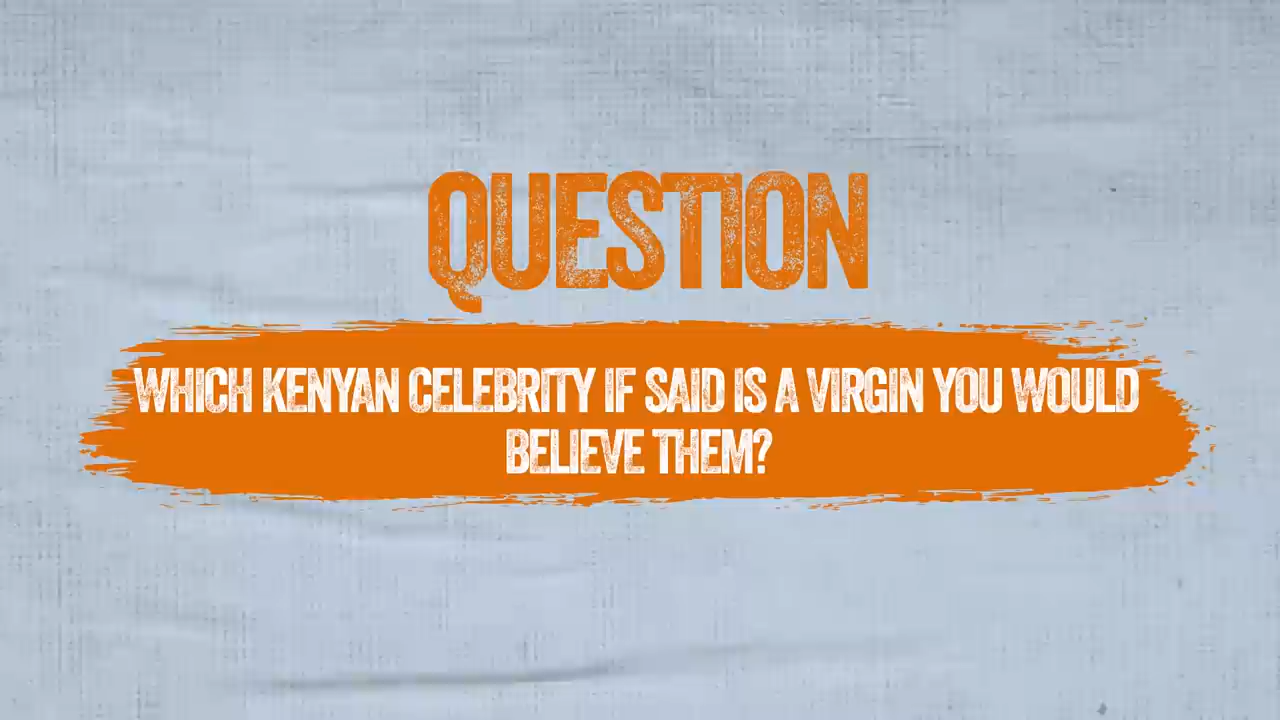 QUESTION
WHICH KENYAN CELEBRITY IF SAID IS A VIRGIN YOU WOULD
BELIEVE THEM?